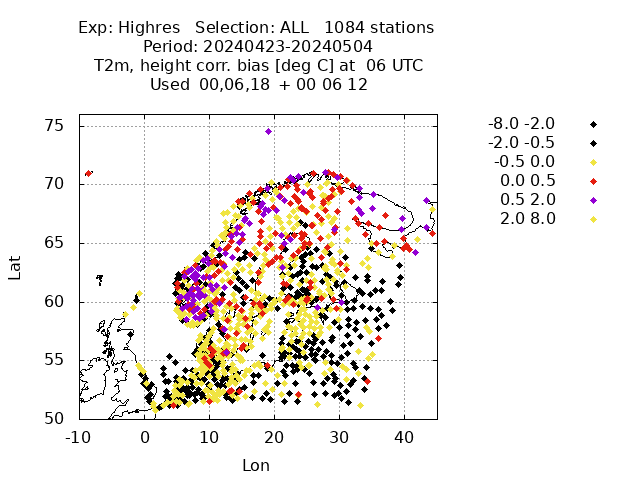 Exp: Highres   Selection: ALL   1084 stations
Period: 20240423-20240504
T2m, height corr. bias [deg C] at  06 UTC
Used  00,06,18  + 00 06 12
-8.0 -2.0
-2.0 -0.5
-0.5 0.0
0.0 0.5
0.5 2.0
2.0 8.0
75
70
65
60
55
50
Lat
-10 0 10 20 30 40
Lon